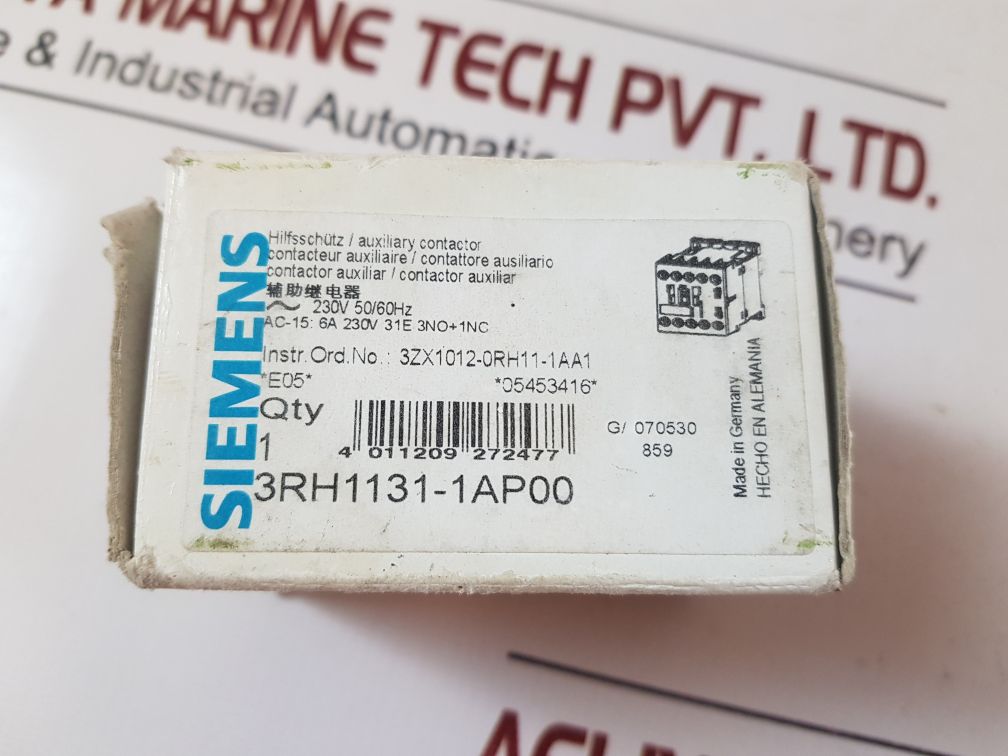 MARINE TECH PVT. LTD.
& Industrial Automatic
SIEMENS
Hilfsschütz / auxiliary contactor
contacteur auxiliaire / contattore ausiliario
contactor auxiliar / contactor auxiliar
辅助继电器
~ 230V 50/60Hz
AC-15: 6A 230V 31E 3NO+1NC
Instr.Ord.No.: 3ZX1012-0RH11-1AA1
*E05* *05453416*
Qty
1
4 011209 272477
G/ 070530
859
3RH1131-1AP00
Made in Germany
HECHO EN ALEMANIA